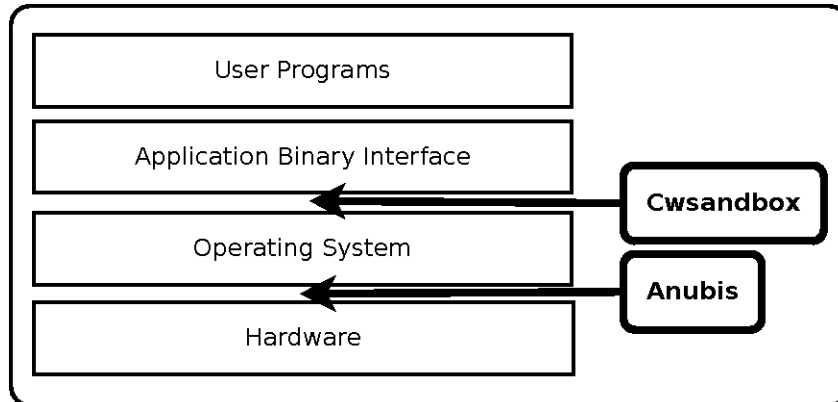 User Programs
Application Binary Interface
Cwsandbox
Operating System
Anubis
Hardware